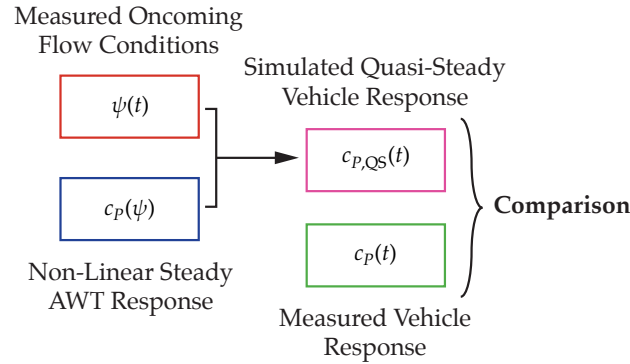 Measured Oncoming
Flow Conditions
ψ(t)
c_P(ψ)
Non-Linear Steady
AWT Response
Simulated Quasi-Steady
Vehicle Response
c_{P,QS}(t)
c_P(t)
Measured Vehicle
Response
Comparison